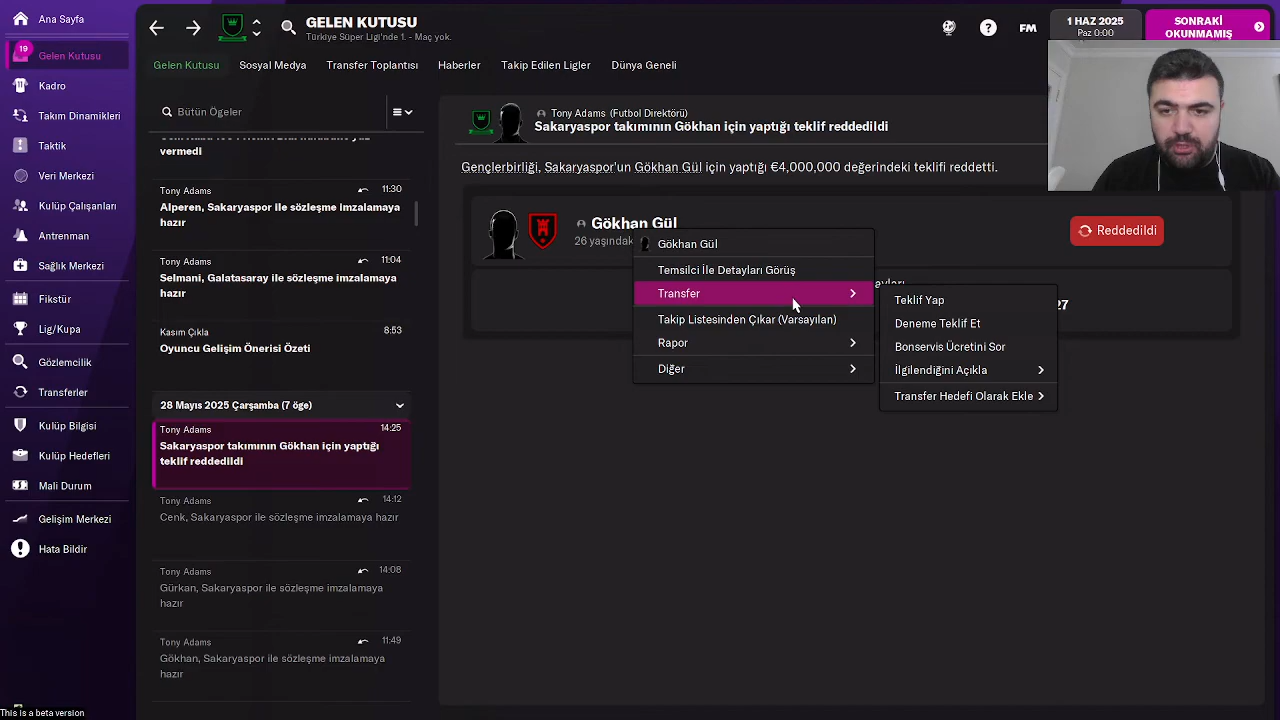 Ana Sayfa
19
Gelen Kutusu
Kadro
Takım Dinamikleri
Taktik
Veri Merkezi
Kulüp Çalışanları
Antrenman
Sağlık Merkezi
Fikstür
Lig/Kupa
Gözlemcilik
Transferler
Kulüp Bilgisi
Kulüp Hedefleri
Mali Durum
Gelişim Merkezi
Hata Bildir
This is a beta version
GELEN KUTUSU
Türkiye Süper Ligi'nde 1. - Maç yok.
FM
1 HAZ 2025
Paz 0:00
SONRAKİ
OKUNMAMIŞ
Gelen Kutusu
Sosyal Medya
Transfer Toplantısı
Haberler
Takip Edilen Ligler
Dünya Geneli
Bütün Ögeler
vermedi
Tony Adams 11:30
Alperen, Sakaryaspor ile sözleşme imzalamaya
hazır
Tony Adams 11:04
Selmani, Galatasaray ile sözleşme imzalamaya
hazır
Kasım Çıkla 8:53
Oyuncu Gelişim Önerisi Özeti
28 Mayıs 2025 Çarşamba (7 öge)
Tony Adams 14:25
Sakaryaspor takımının Gökhan için yaptığı
teklif reddedildi
Tony Adams 14:12
Cenk, Sakaryaspor ile sözleşme imzalamaya hazır
Tony Adams 14:08
Gürkan, Sakaryaspor ile sözleşme imzalamaya
hazır
Tony Adams 11:49
Gökhan, Sakaryaspor ile sözleşme imzalamaya
hazır
Tony Adams (Futbol Direktörü)
Sakaryaspor takımının Gökhan için yaptığı teklif reddedildi
Gençlerbirliği, Sakaryaspor'un Gökhan Gül için yaptığı €4,000,000 değerindeki teklifi reddetti.
Gökhan Gül
26 yaşında
Reddedildi
27
Gökhan Gül
Temsilci İle Detayları Görüş
Transfer
Takip Listesinden Çıkar (Varsayılan)
Rapor
Diğer
Teklif Yap
Deneme Teklif Et
Bonservis Ücretini Sor
İlgilendiğini Açıkla
Transfer Hedefi Olarak Ekle